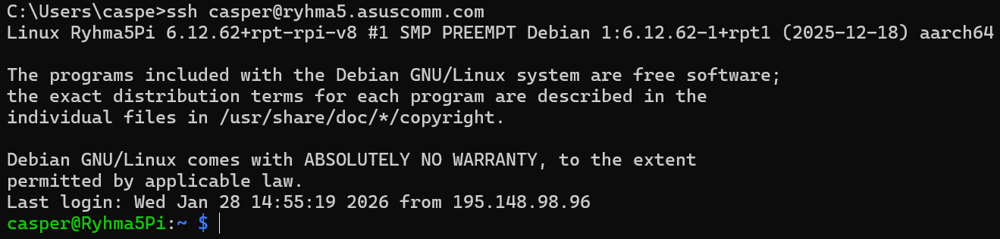 C:\Users\caspe>ssh casper@ryhma5.asuscomm.com
Linux Ryhma5Pi 6.12.62+rpt-rpi-v8 #1 SMP PREEMPT Debian 1:6.12.62-1+rpt1 (2025-12-18) aarch64
The programs included with the Debian GNU/Linux system are free software;
the exact distribution terms for each program are described in the
individual files in /usr/share/doc/*/copyright.
Debian GNU/Linux comes with ABSOLUTELY NO WARRANTY, to the extent
permitted by applicable law.
Last login: Wed Jan 28 14:55:19 2026 from 195.148.98.96
casper@Ryhma5Pi:~ $